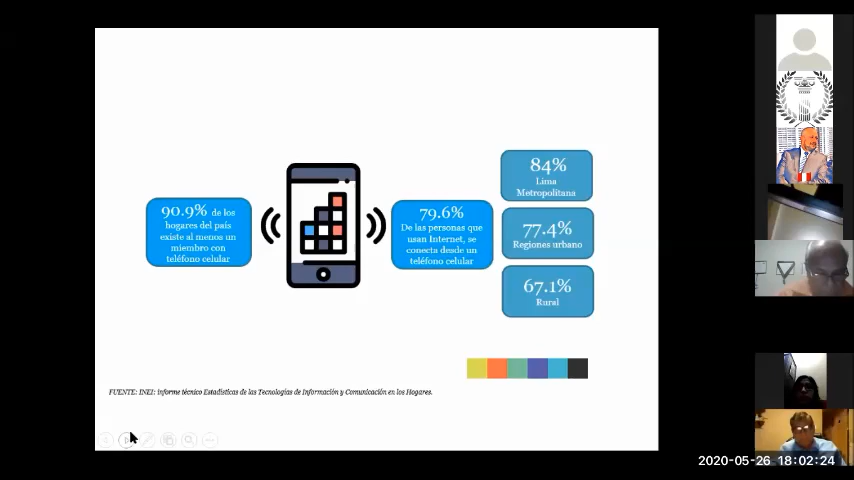 90.9% de los
hogares del país
existe al menos un
miembro con
teléfono celular
79.6%
De las personas que
usan Internet, se
conecta desde un
teléfono celular
84%
Lima
Metropolitana
77.4%
Regiones urbano
67.1%
Rural
FUENTE: INEI: informe técnico Estadísticas de las Tecnologías de Información y Comunicación en los Hogares.
2020-05-26 18:02:24